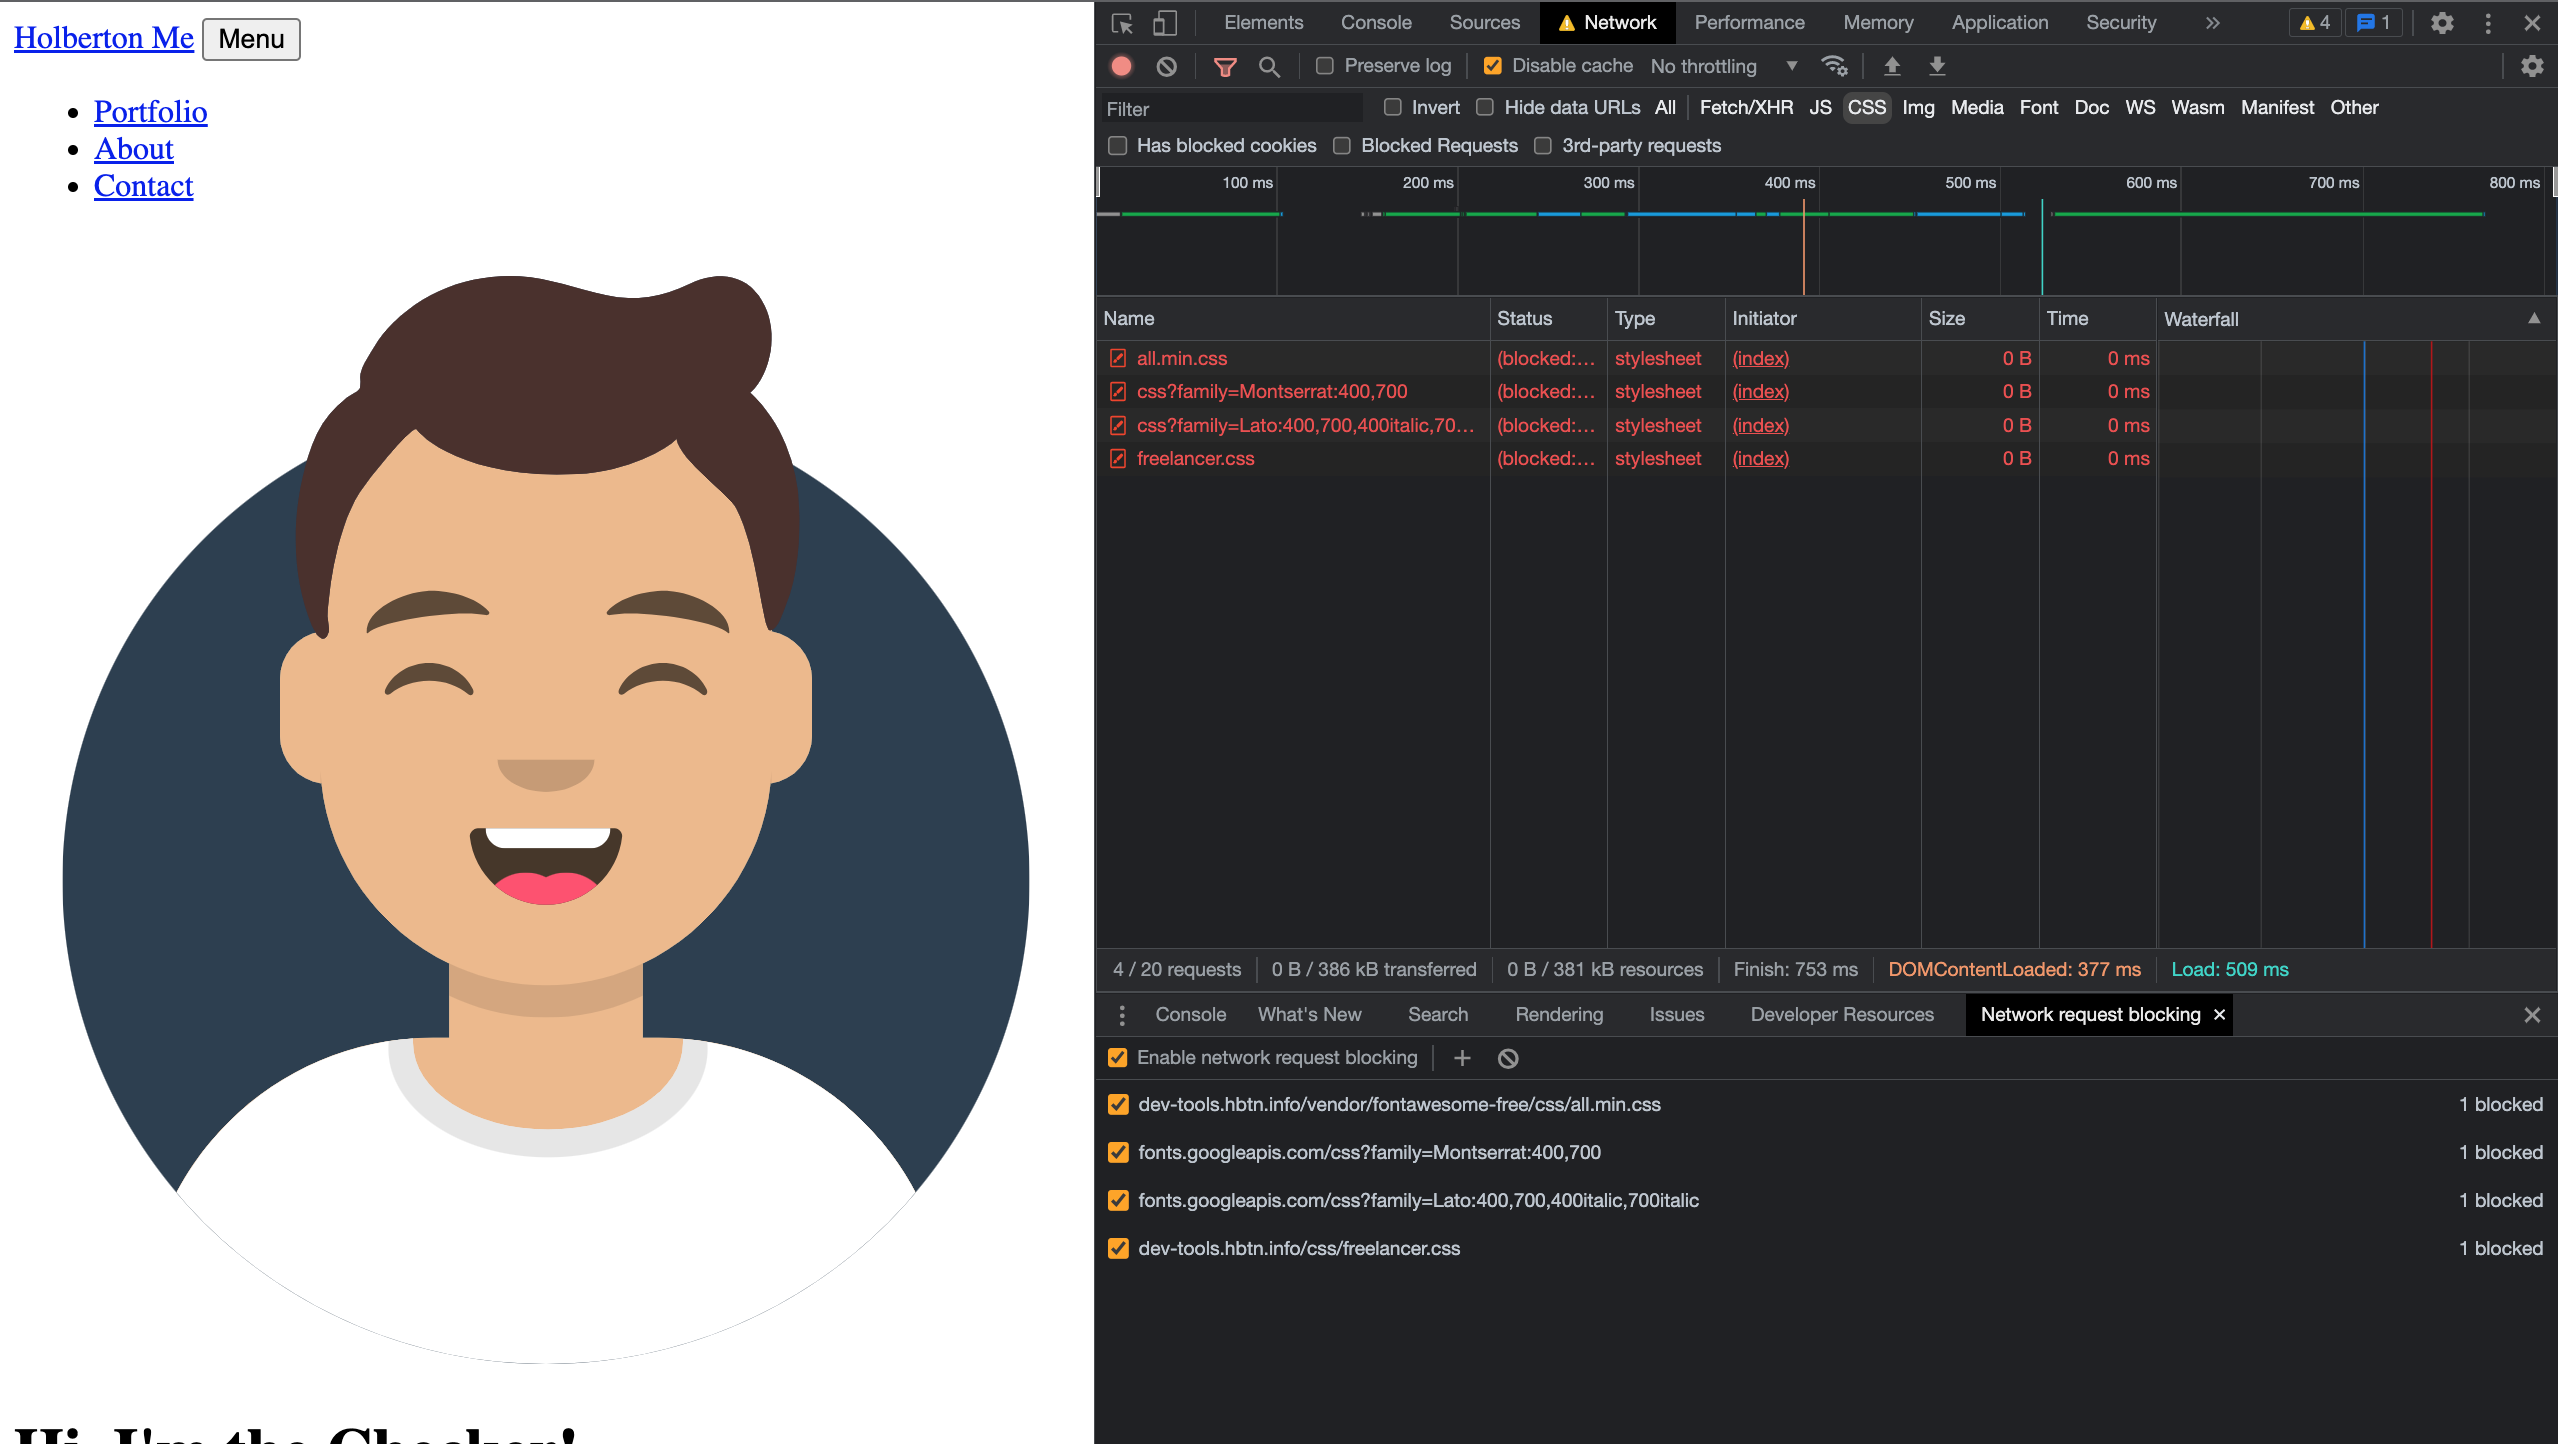 Holberton Me Menu
Portfolio
About
Contact
Hi, I'm the Checker!
Elements Console Sources Network Performance Memory Application Security » 4 1
Preserve log Disable cache No throttling
Filter Invert Hide data URLs All Fetch/XHR JS CSS Img Media Font Doc WS Wasm Manifest Other
Has blocked cookies Blocked Requests 3rd-party requests
100 ms 200 ms 300 ms 400 ms 500 ms 600 ms 700 ms 800 ms
Name Status Type Initiator Size Time Waterfall
all.min.css (blocked:... stylesheet (index) 0 B 0 ms
css?family=Montserrat:400,700 (blocked:... stylesheet (index) 0 B 0 ms
css?family=Lato:400,700,400italic,70... (blocked:... stylesheet (index) 0 B 0 ms
freelancer.css (blocked:... stylesheet (index) 0 B 0 ms
4 / 20 requests 0 B / 386 kB transferred 0 B / 381 kB resources Finish: 753 ms DOMContentLoaded: 377 ms Load: 509 ms
Console What's New Search Rendering Issues Developer Resources Network request blocking
Enable network request blocking
dev-tools.hbtn.info/vendor/fontawesome-free/css/all.min.css 1 blocked
fonts.googleapis.com/css?family=Montserrat:400,700 1 blocked
fonts.googleapis.com/css?family=Lato:400,700,400italic,700italic 1 blocked
dev-tools.hbtn.info/css/freelancer.css 1 blocked